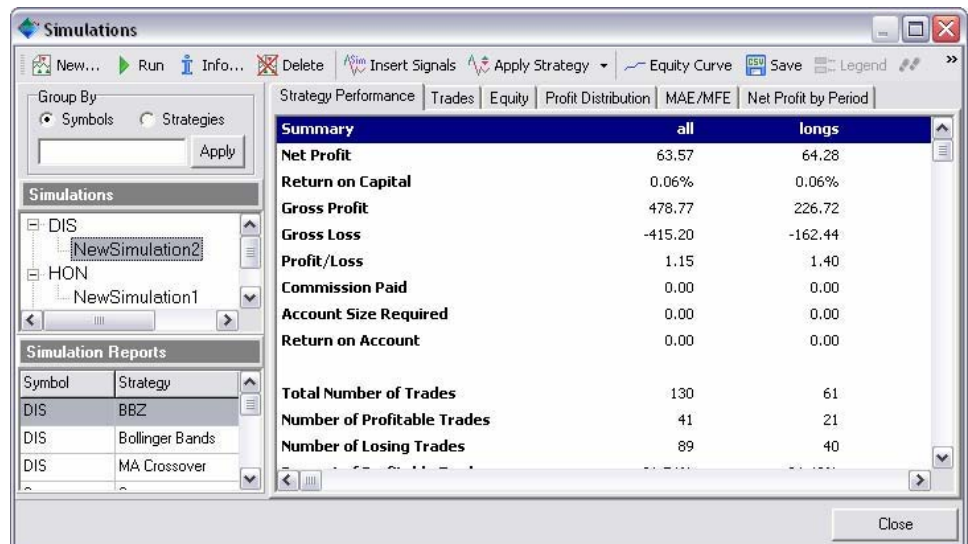 Simulations
New... Run Info... Delete Insert Signals Apply Strategy Equity Curve Save Legend »
Group By
Symbols Strategies
Apply
Simulations
DIS
NewSimulation2
HON
NewSimulation1
Simulation Reports
Symbol Strategy
DIS BBZ
DIS Bollinger Bands
DIS MA Crossover
Strategy Performance Trades Equity Profit Distribution MAE/MFE Net Profit by Period
Summary all longs
Net Profit 63.57 64.28
Return on Capital 0.06% 0.06%
Gross Profit 478.77 226.72
Gross Loss -415.20 -162.44
Profit/Loss 1.15 1.40
Commission Paid 0.00 0.00
Account Size Required 0.00 0.00
Return on Account 0.00 0.00
Total Number of Trades 130 61
Number of Profitable Trades 41 21
Number of Losing Trades 89 40
Close